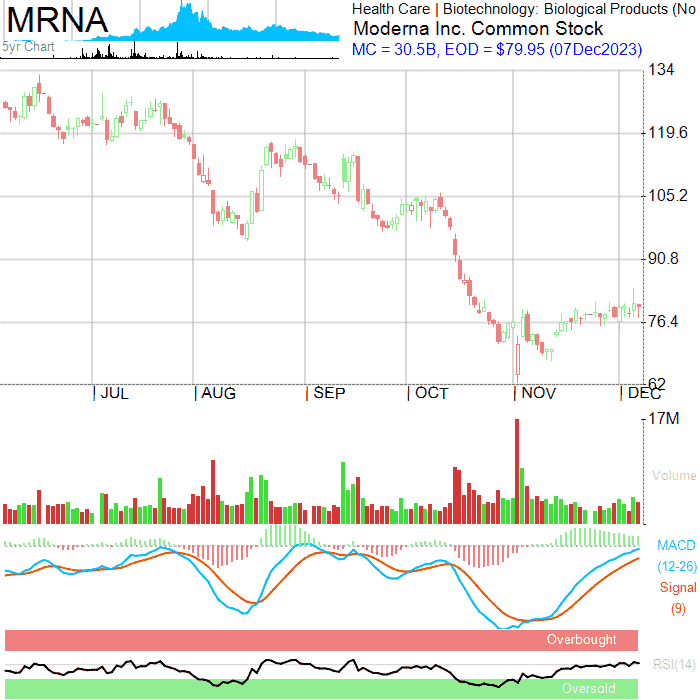 MRNA
5yr Chart
Health Care | Biotechnology: Biological Products (No
Moderna Inc. Common Stock
MC = 30.5B, EOD = $79.95 (07Dec2023)
134
119.6
105.2
90.8
76.4
62
JUL AUG SEP OCT NOV DEC
17M
Volume
MACD
(12-26)
Signal
(9)
Overbought
RSI(14)
Oversold